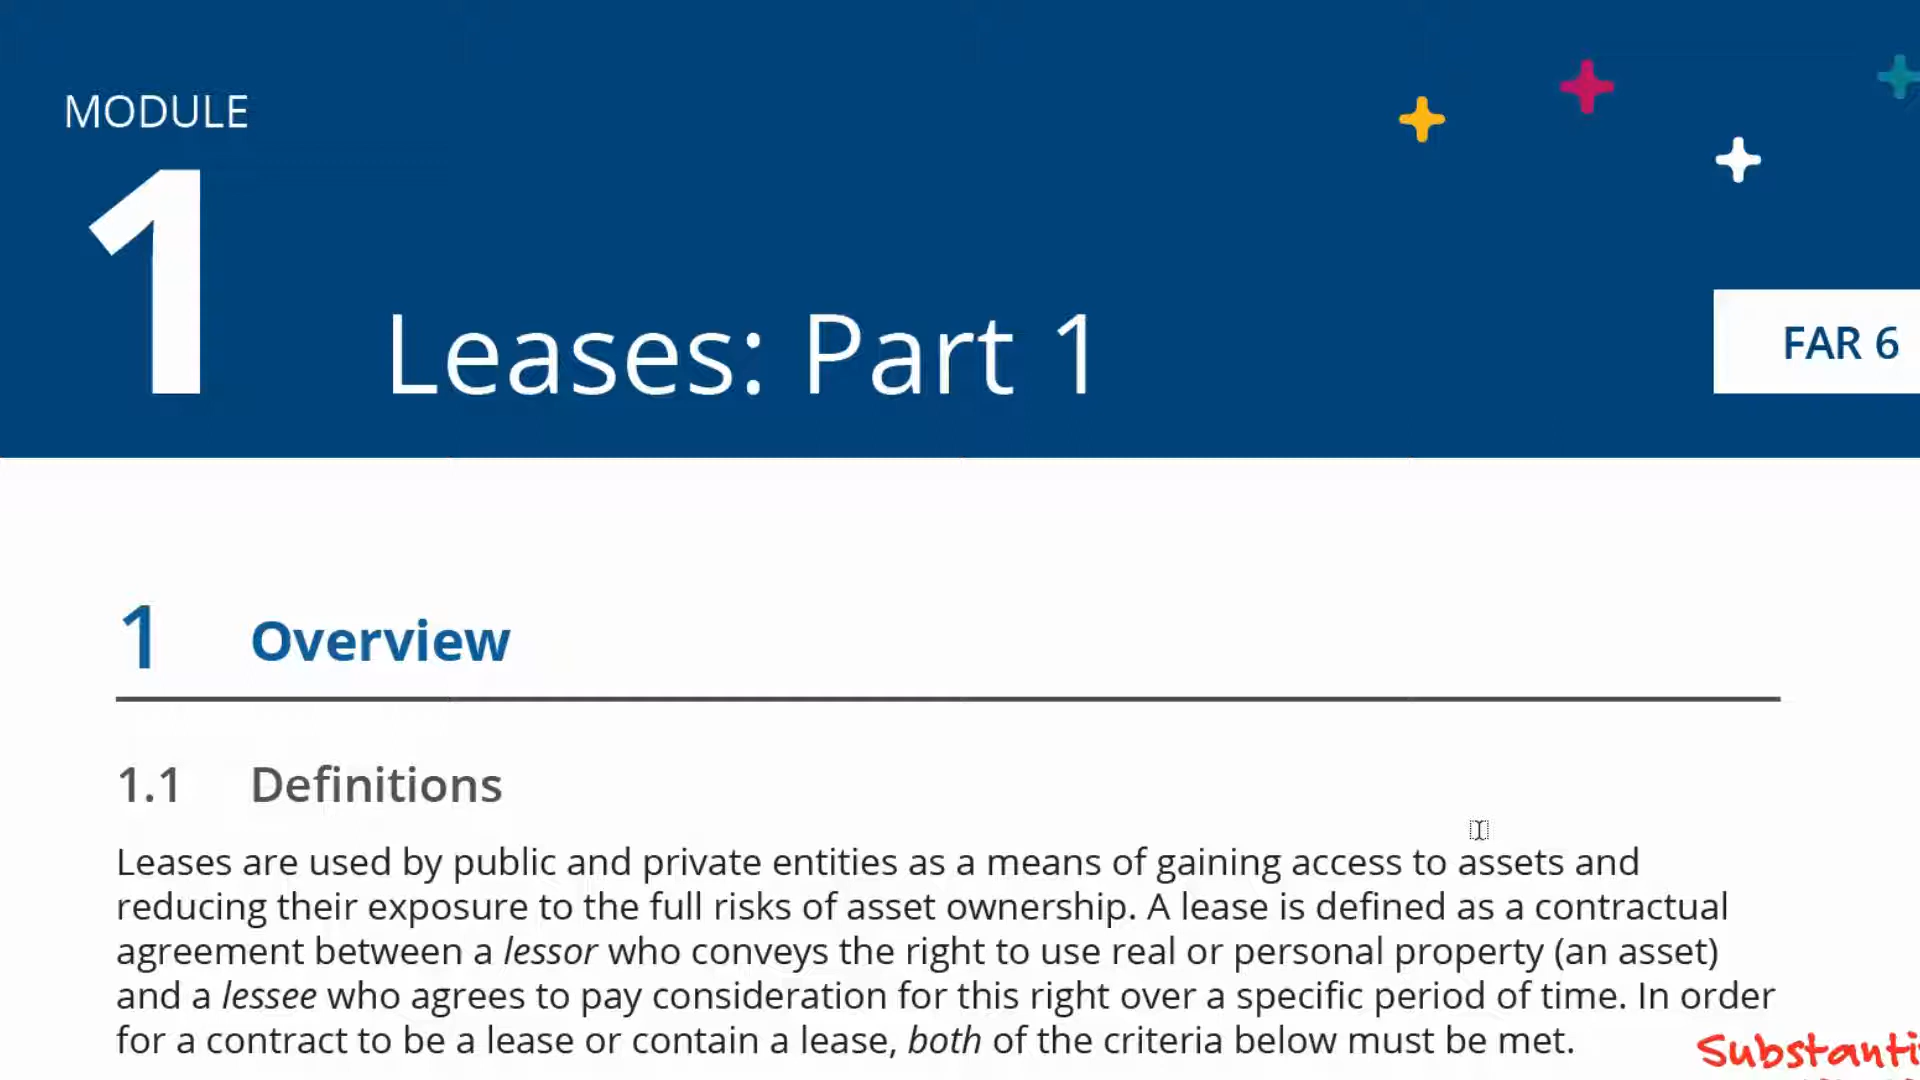 MODULE
1
Leases: Part 1
FAR 6
1 Overview
1.1 Definitions
Leases are used by public and private entities as a means of gaining access to assets and
reducing their exposure to the full risks of asset ownership. A lease is defined as a contractual
agreement between a lessor who conveys the right to use real or personal property (an asset)
and a lessee who agrees to pay consideration for this right over a specific period of time. In order
for a contract to be a lease or contain a lease, both of the criteria below must be met.